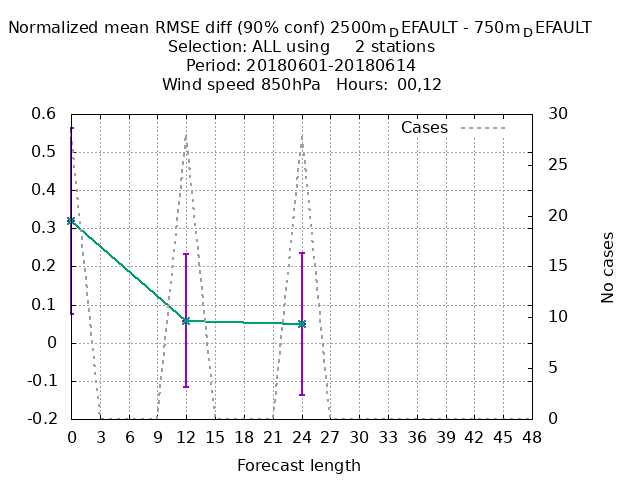 Normalized mean RMSE diff (90% conf) 2500m_DEFAULT - 750m_DEFAULT
Selection: ALL using 2 stations
Period: 20180601-20180614
Wind speed 850hPa Hours: 00,12
Cases
0.6
0.5
0.4
0.3
0.2
0.1
0
-0.1
-0.2
30
25
20
15
10
5
0
No cases
0 3 6 9 12 15 18 21 24 27 30 33 36 39 42 45 48
Forecast length